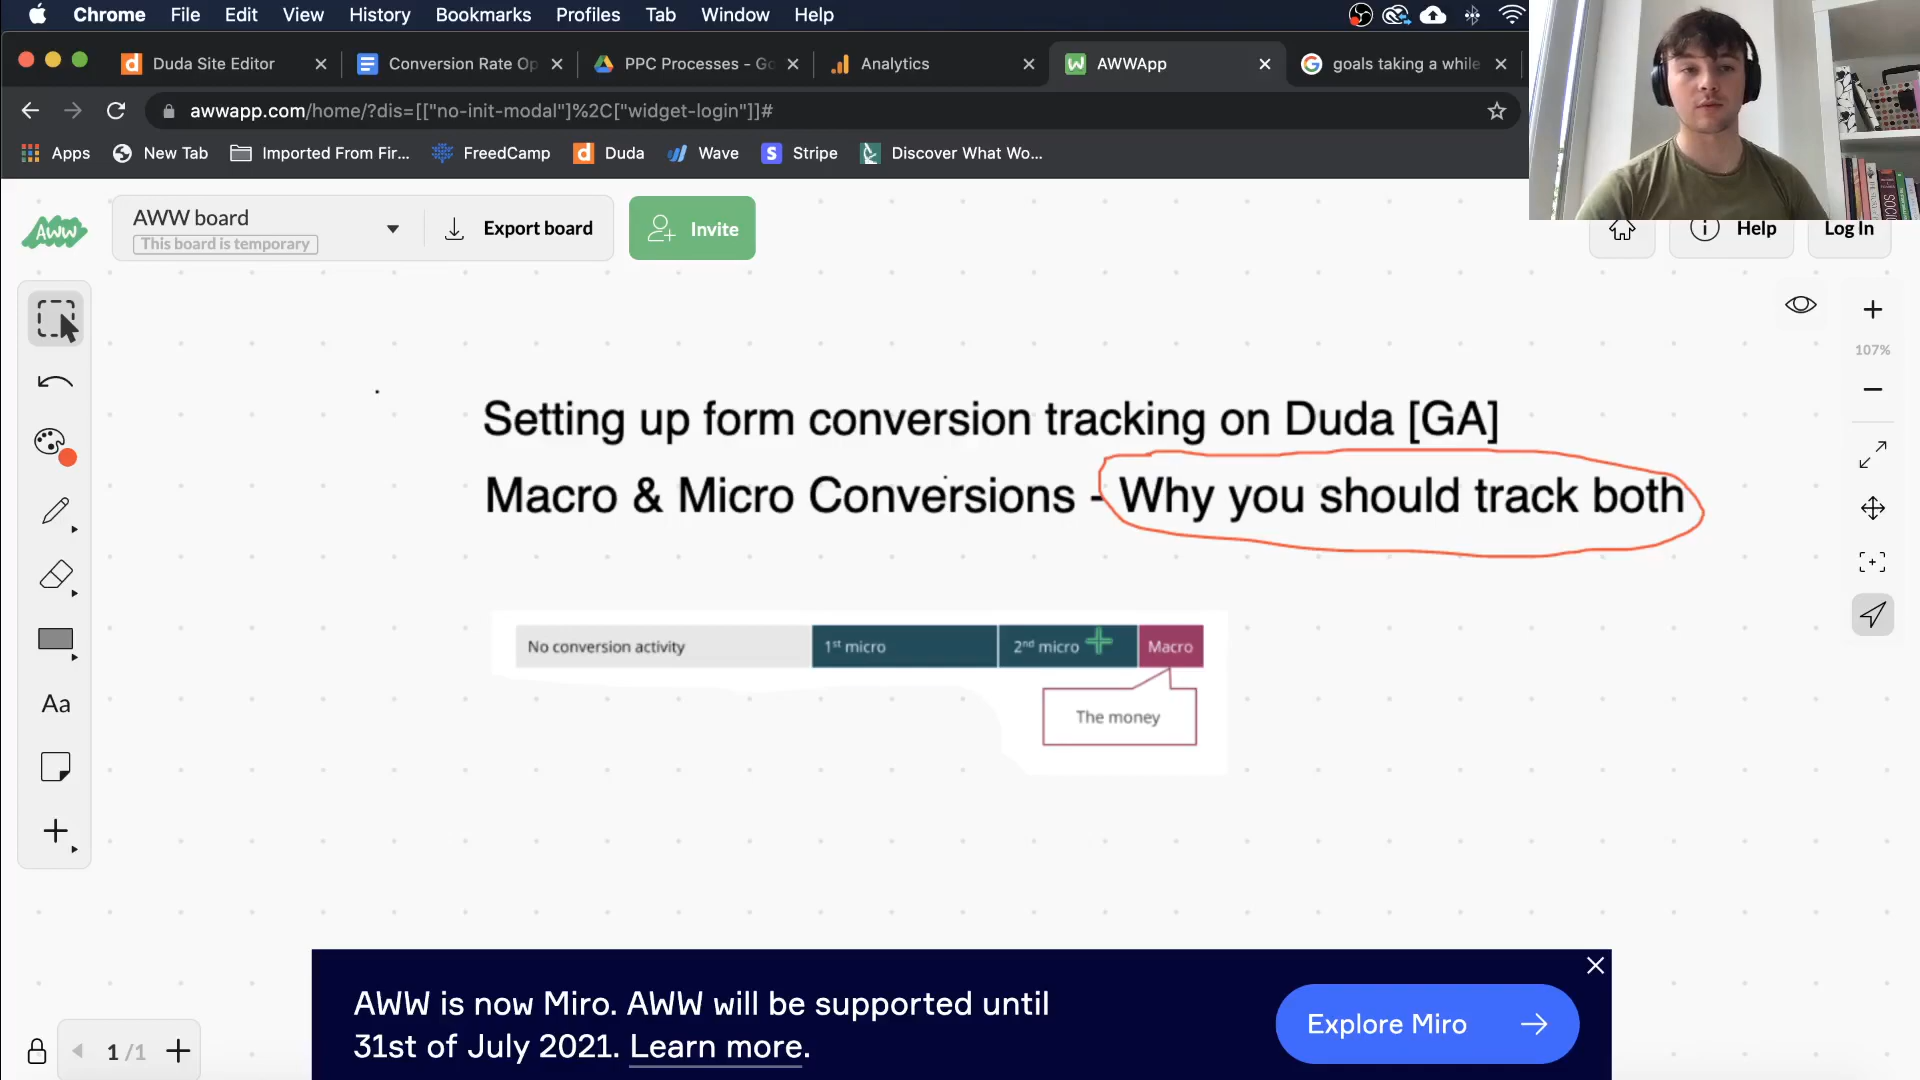 Chrome File Edit View History Bookmarks Profiles Tab Window Help
Duda Site Editor
Conversion Rate Op
PPC Processes - Go
Analytics
AWWApp
goals taking a while
awwapp.com/home/?dis=[["no-init-modal"]%2C["widget-login"]]#
Apps
New Tab
Imported From Fir...
FreedCamp
Duda
Wave
Stripe
Discover What Wo...
AWW
AWW board
This board is temporary
Export board
Invite
Help
Log In
107%
Setting up form conversion tracking on Duda [GA]
Macro & Micro Conversions - Why you should track both
No conversion activity
1st micro
2nd micro
Macro
The money
Aa
AWW is now Miro. AWW will be supported until
31st of July 2021. Learn more.
Explore Miro
1/1